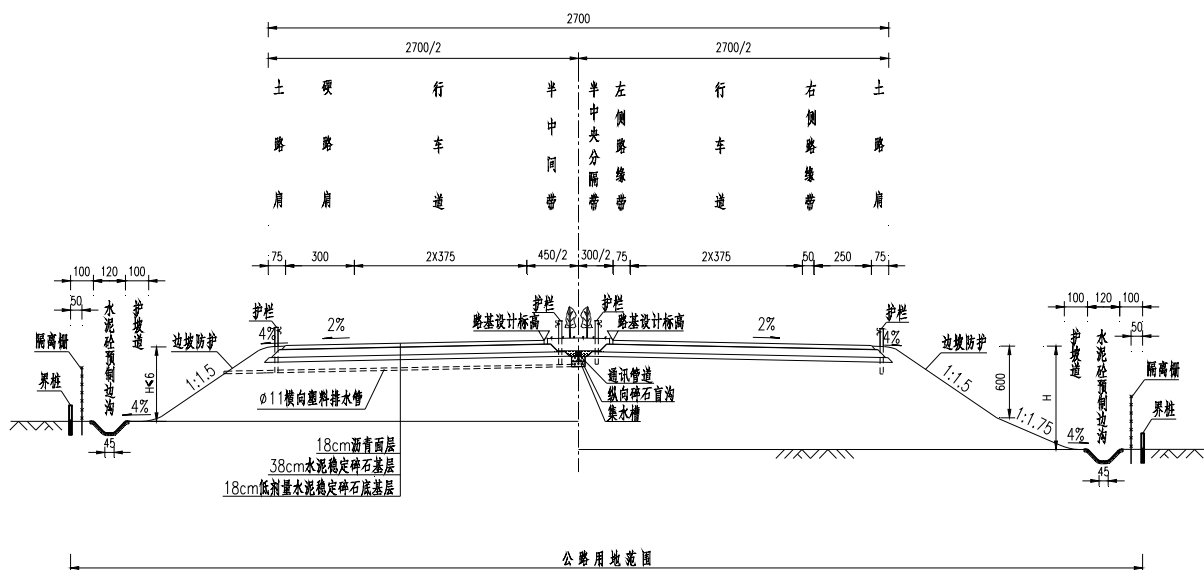 2700
2700/2
2700/2
土路肩
硬路肩
行车道
半中间带
半中央分隔带
左侧路缘带
行车道
右侧路缘带
土路肩
75
300
2X375
450/2
300/2
75
2X375
50
250
75
100
120
100
50
水泥砼预制边沟
护坡道
隔离栅
界桩
边坡防护
护栏
4%
2%
路基设计标高
护栏
护栏
路基设计标高
2%
护栏
4%
边坡防护
100
120
100
50
护坡道
水泥砼预制边沟
隔离栅
界桩
1:1.5
H≤6
4%
45
ø11横向塑料排水管
通讯管道
纵向碎石盲沟
集水槽
18cm沥青面层
38cm水泥稳定碎石基层
18cm低剂量水泥稳定碎石底基层
600
H
1:1.5
1:1.75
4%
45
公路用地范围